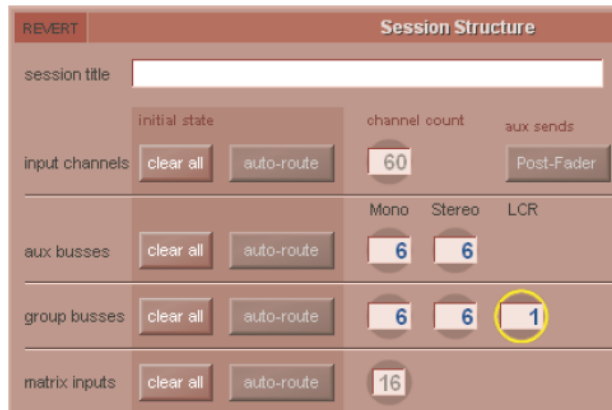 REVERT Session Structure
session title
initial state channel count aux sends
input channels clear all auto-route 60 Post-Fader
Mono Stereo LCR
aux busses clear all auto-route 6 6
group busses clear all auto-route 6 6 1
matrix inputs clear all auto-route 16